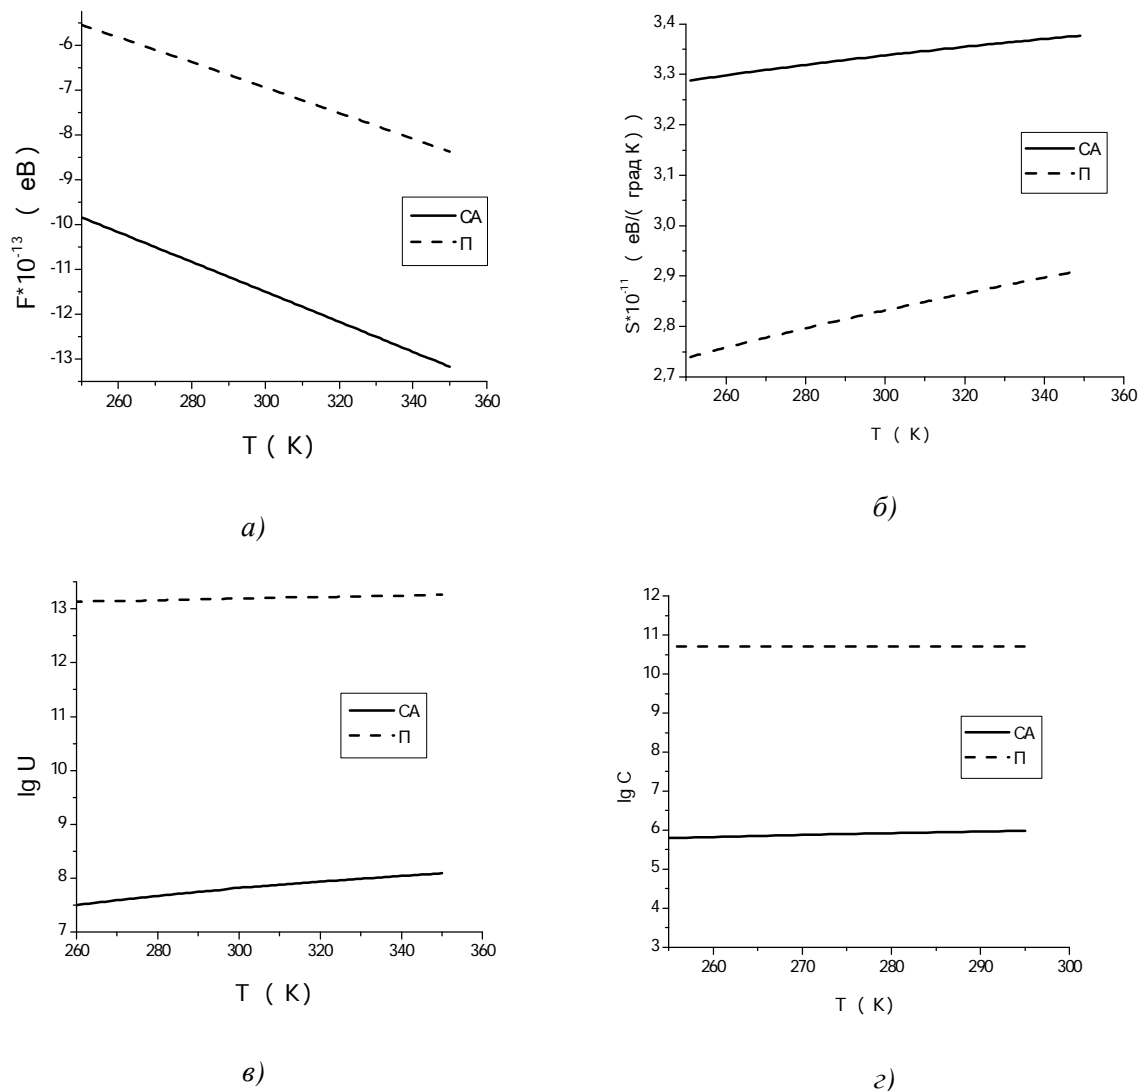 -6
-7
-8
-9
-10
-11
-12
-13
F*10^-13 ( eB)
260 280 300 320 340 360
T ( K)
CA
П
а)
3,4
3,3
3,2
3,1
3,0
2,9
2,8
2,7
S*10^-11 ( eB/( град K) )
260 280 300 320 340 360
T ( K)
CA
П
б)
13
12
11
10
9
8
7
lg U
260 280 300 320 340 360
T ( K)
CA
П
в)
12
11
10
9
8
7
6
5
4
3
lg C
260 270 280 290 300
T ( K)
CA
П
г)